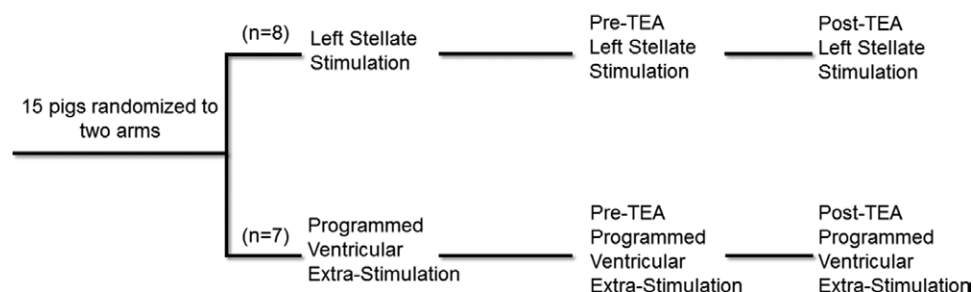 15 pigs randomized to
two arms
(n=8)
Left Stellate
Stimulation
Pre-TEA
Left Stellate
Stimulation
Post-TEA
Left Stellate
Stimulation
(n=7)
Programmed
Ventricular
Extra-Stimulation
Pre-TEA
Programmed
Ventricular
Extra-Stimulation
Post-TEA
Programmed
Ventricular
Extra-Stimulation